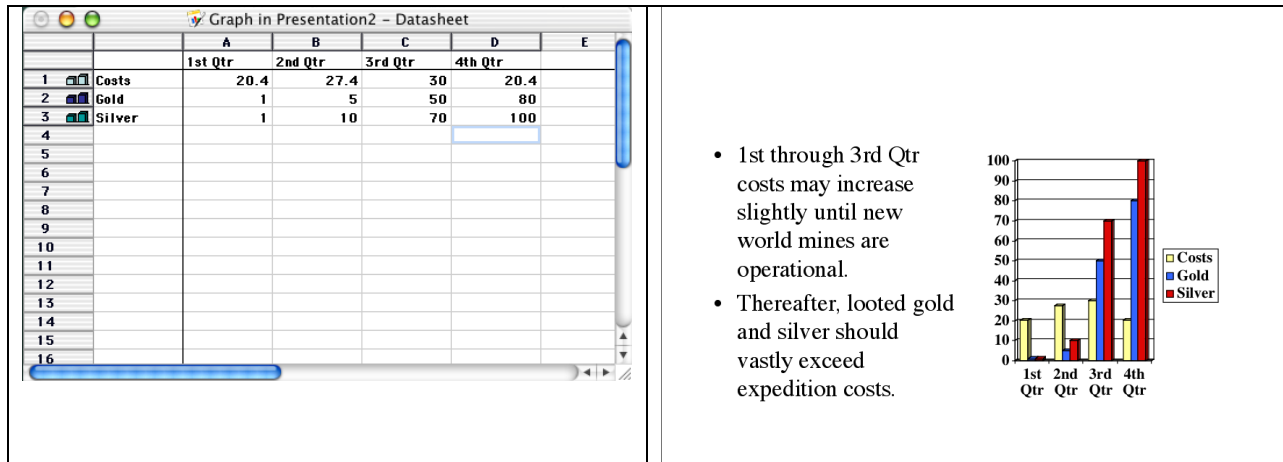 Graph in Presentation2 – Datasheet
A B C D E
1st Qtr 2nd Qtr 3rd Qtr 4th Qtr
1 Costs 20.4 27.4 30 20.4
2 Gold 1 5 50 80
3 Silver 1 10 70 100
4
5
6
7
8
9
10
11
12
13
14
15
16
• 1st through 3rd Qtr
costs may increase
slightly until new
world mines are
operational.
• Thereafter, looted gold
and silver should
vastly exceed
expedition costs.
100
90
80
70
60
50
40
30
20
10
0
1st 2nd 3rd 4th
Qtr Qtr Qtr Qtr
Costs
Gold
Silver